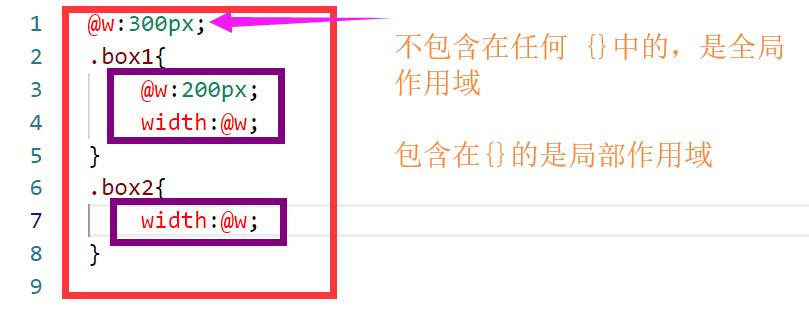 1 @w:300px;
2 .box1{
3 @w:200px;
4 width:@w;
5 }
6 .box2{
7 width:@w;
8 }
9
不包含在任何 {}中的，是全局
作用域
包含在{}的是局部作用域